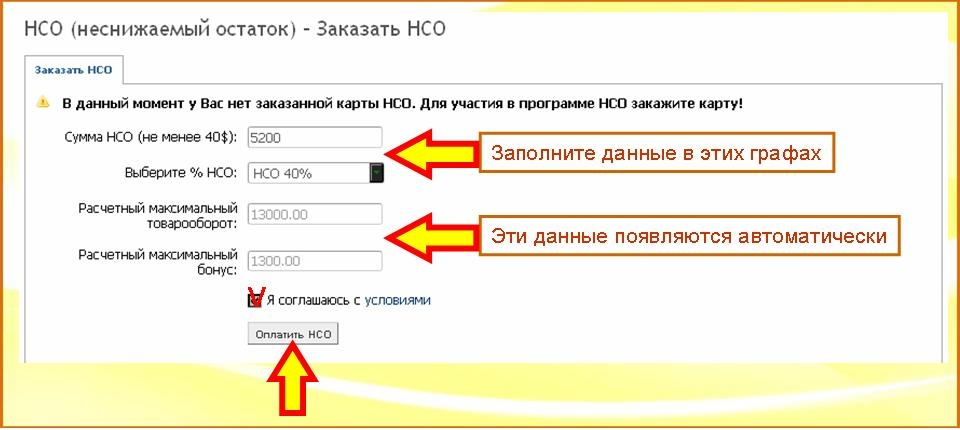 НСО (неснижаемый остаток) - Заказать НСО
Заказать НСО
В данный момент у Вас нет заказанной карты НСО. Для участия в программе НСО закажите карту!
Сумма НСО (не менее 40$): 5200
Заполните данные в этих графах
Выберите % НСО: НСО 40%
Расчетный максимальный
товарооборот: 13000.00
Эти данные появляются автоматически
Расчетный максимальный
бонус: 1300.00
Я соглашаюсь с условиями
Оплатить НСО